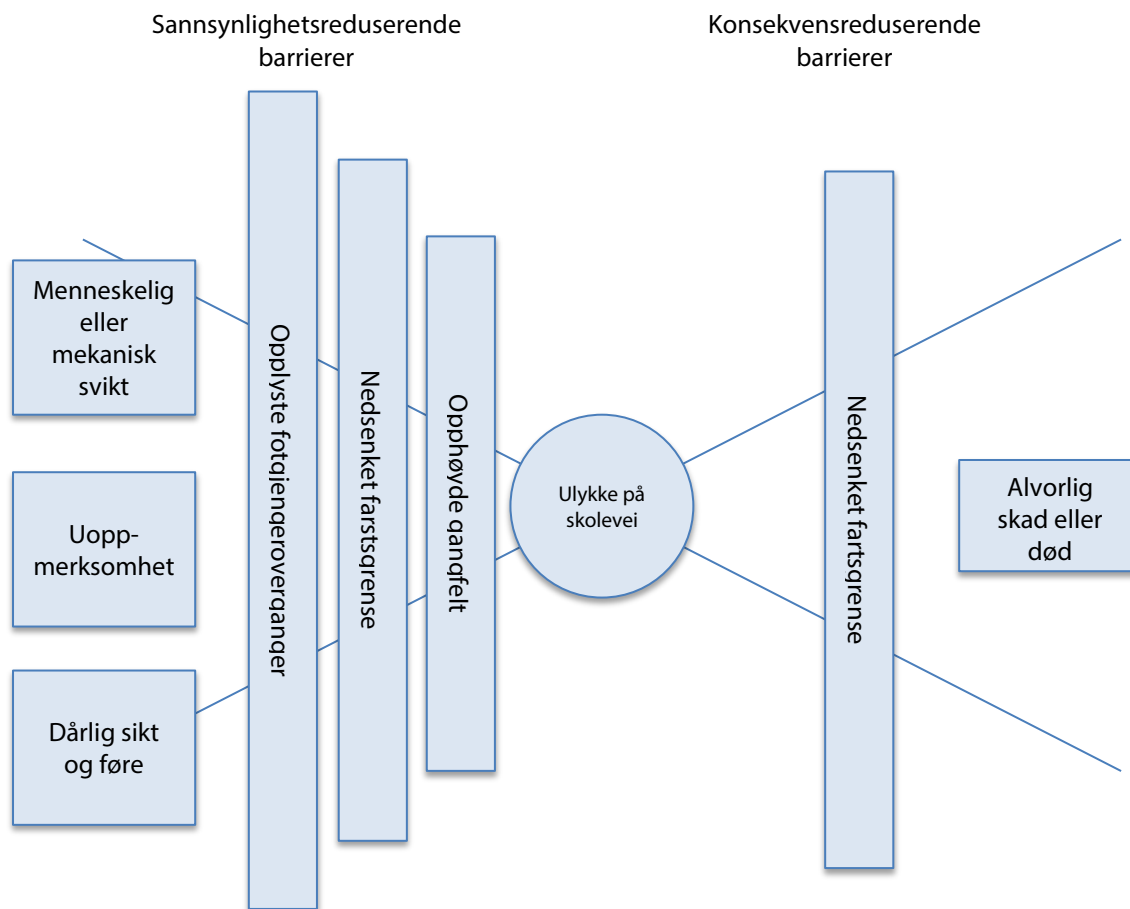 Sannsynlighetsreduserende
barrierer
Konsekvensreduserende
barrierer
Menneskelig
eller
mekanisk
svikt
Uopp-
merksomhet
Dårlig sikt
og føre
Opplyste fotgjengeroverganger
Nedsenket farstsgrense
Opphøyde gangfelt
Ulykke på
skolevei
Nedsenket fartsgrense
Alvorlig
skad eller
død